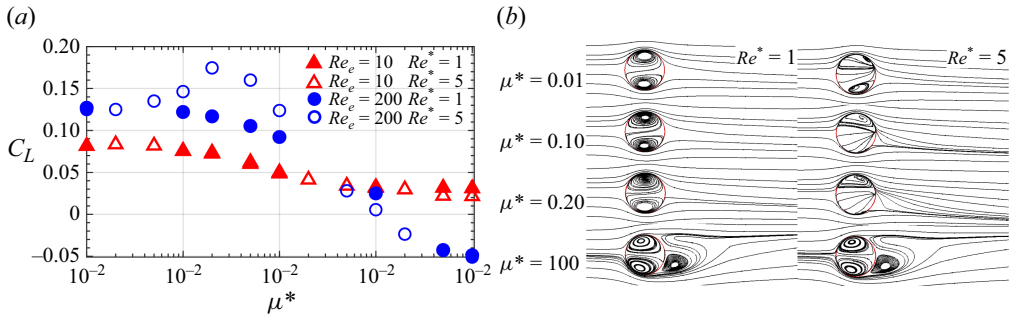 (a)
0.20
0.15
0.10
0.05
0
−0.05
C_L
10⁻² 10⁻² 10⁻² 10⁻² 10⁻²
μ*
Re_e = 10 Re* = 1
Re_e = 10 Re* = 5
Re_e = 200 Re* = 1
Re_e = 200 Re* = 5
(b)
Re* = 1 Re* = 5
μ* = 0.01
μ* = 0.10
μ* = 0.20
μ* = 100